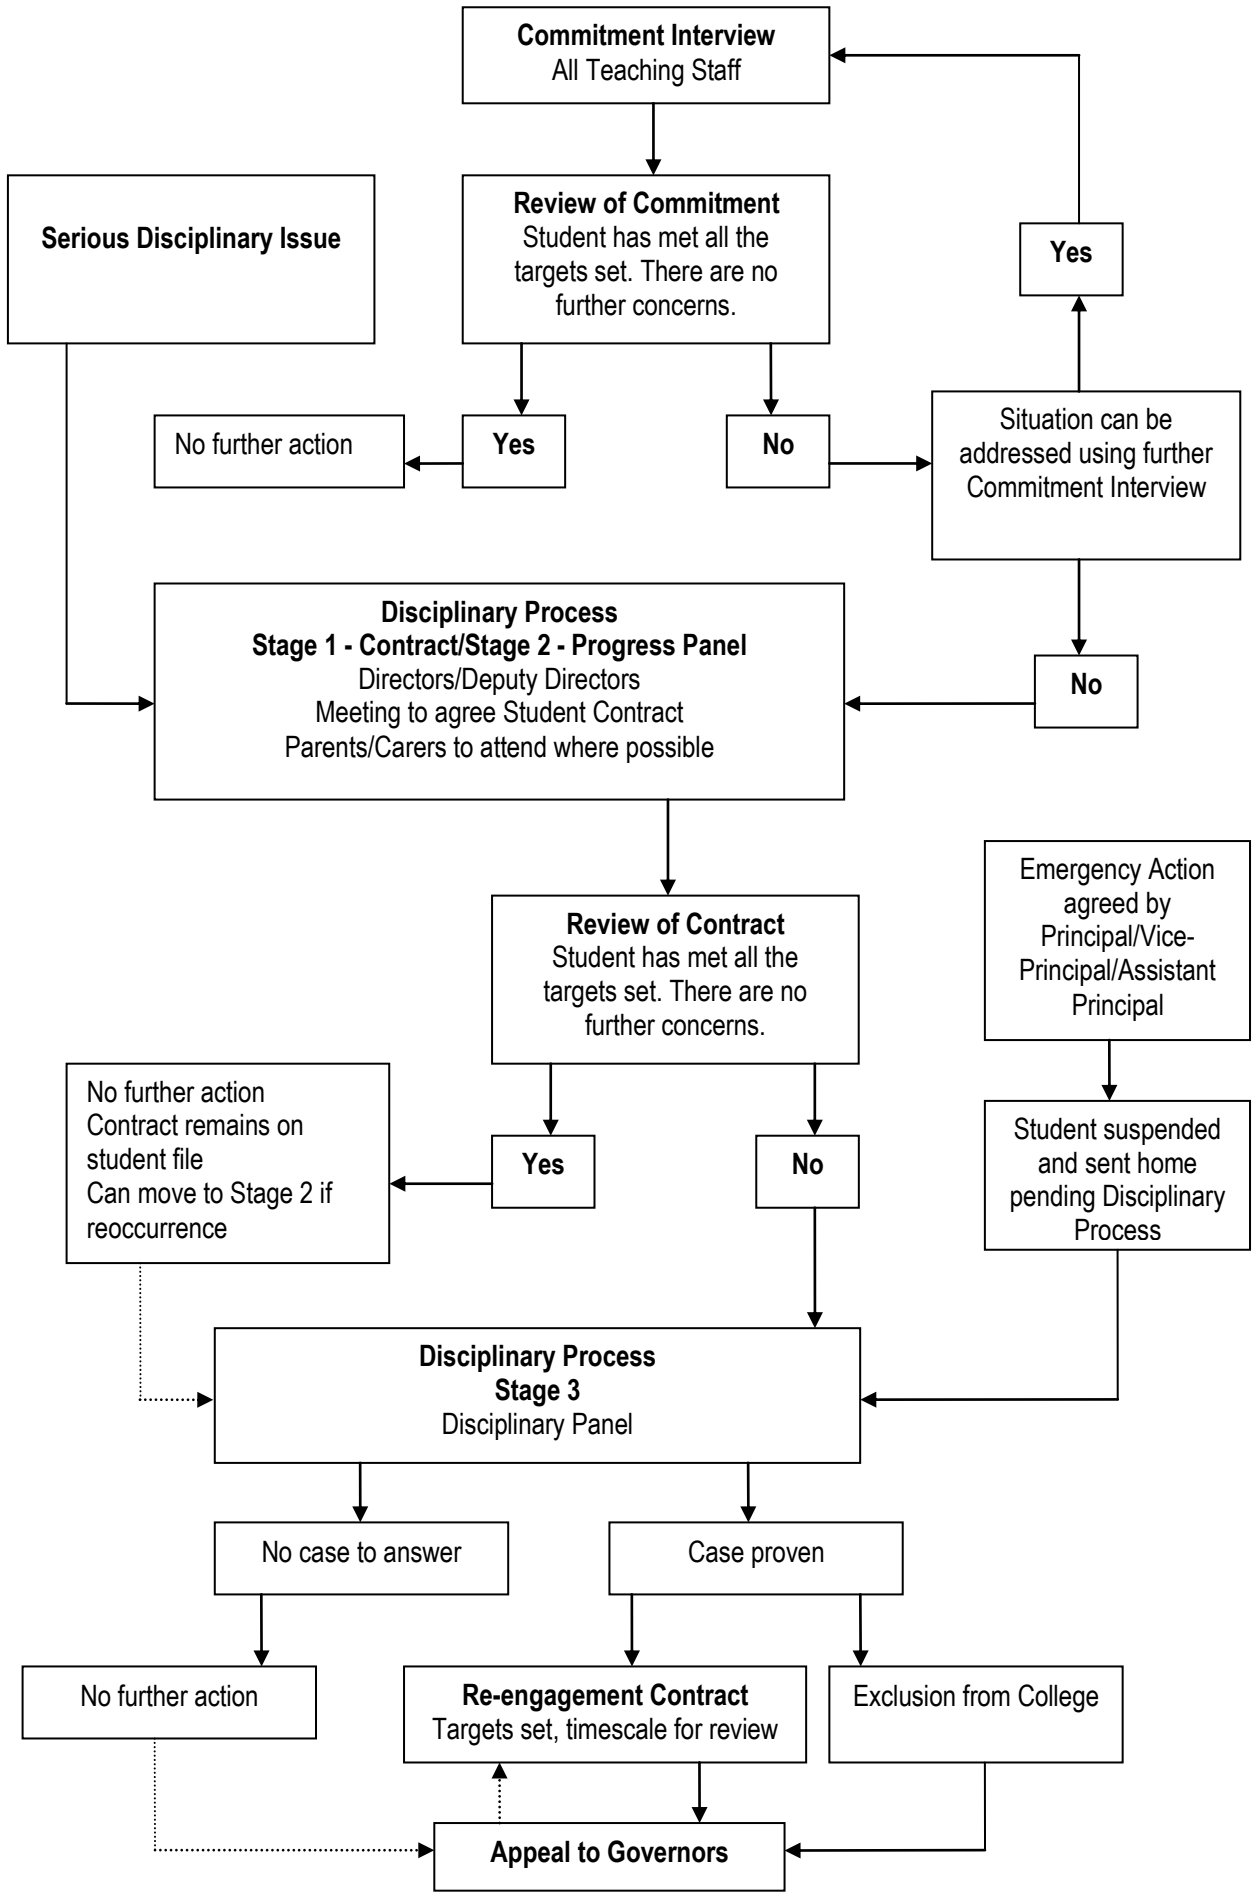 Commitment Interview
All Teaching Staff
Serious Disciplinary Issue
Review of Commitment
Student has met all the
targets set. There are no
further concerns.
Yes
No further action
Yes
No
Situation can be
addressed using further
Commitment Interview
Disciplinary Process
Stage 1 - Contract/Stage 2 - Progress Panel
Directors/Deputy Directors
Meeting to agree Student Contract
Parents/Carers to attend where possible
No
Emergency Action
agreed by
Principal/Vice-
Principal/Assistant
Principal
Review of Contract
Student has met all the
targets set. There are no
further concerns.
No further action
Contract remains on
student file
Can move to Stage 2 if
reoccurrence
Yes
No
Student suspended
and sent home
pending Disciplinary
Process
Disciplinary Process
Stage 3
Disciplinary Panel
No case to answer
Case proven
No further action
Re-engagement Contract
Targets set, timescale for review
Exclusion from College
Appeal to Governors